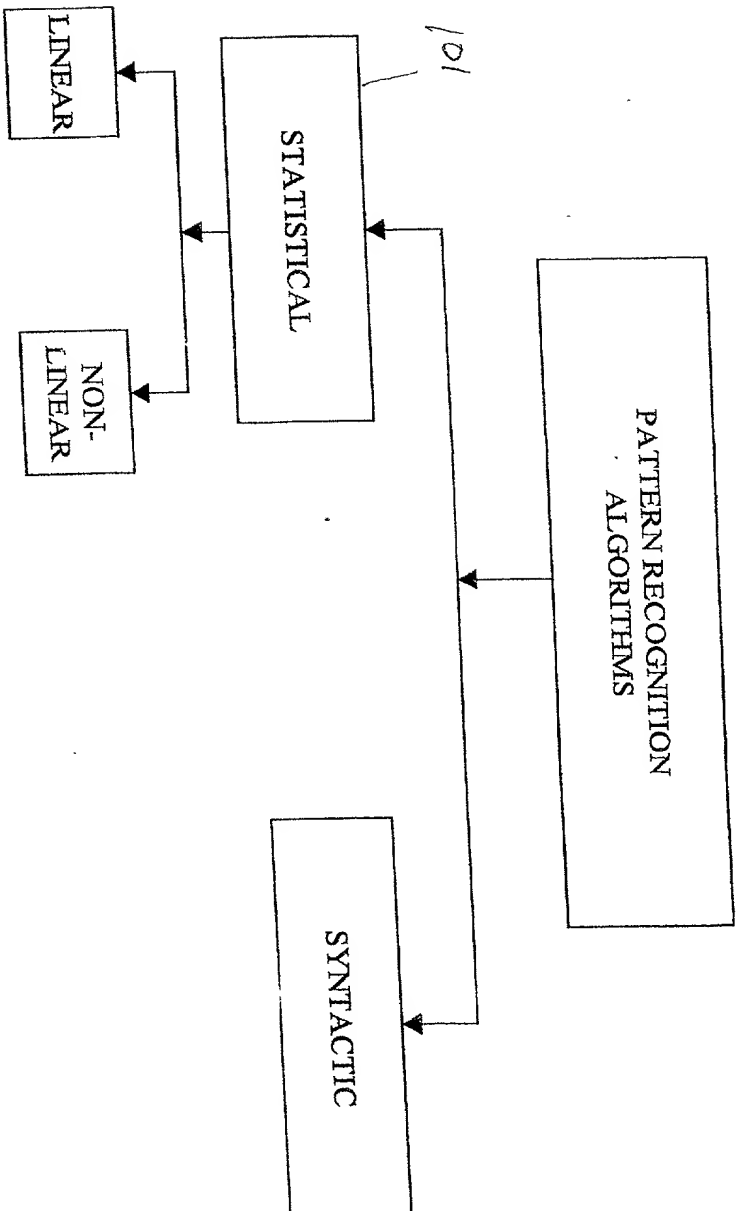 PATTERN RECOGNITION
ALGORITHMS
STATISTICAL
SYNTACTIC
LINEAR
NON-
LINEAR
101